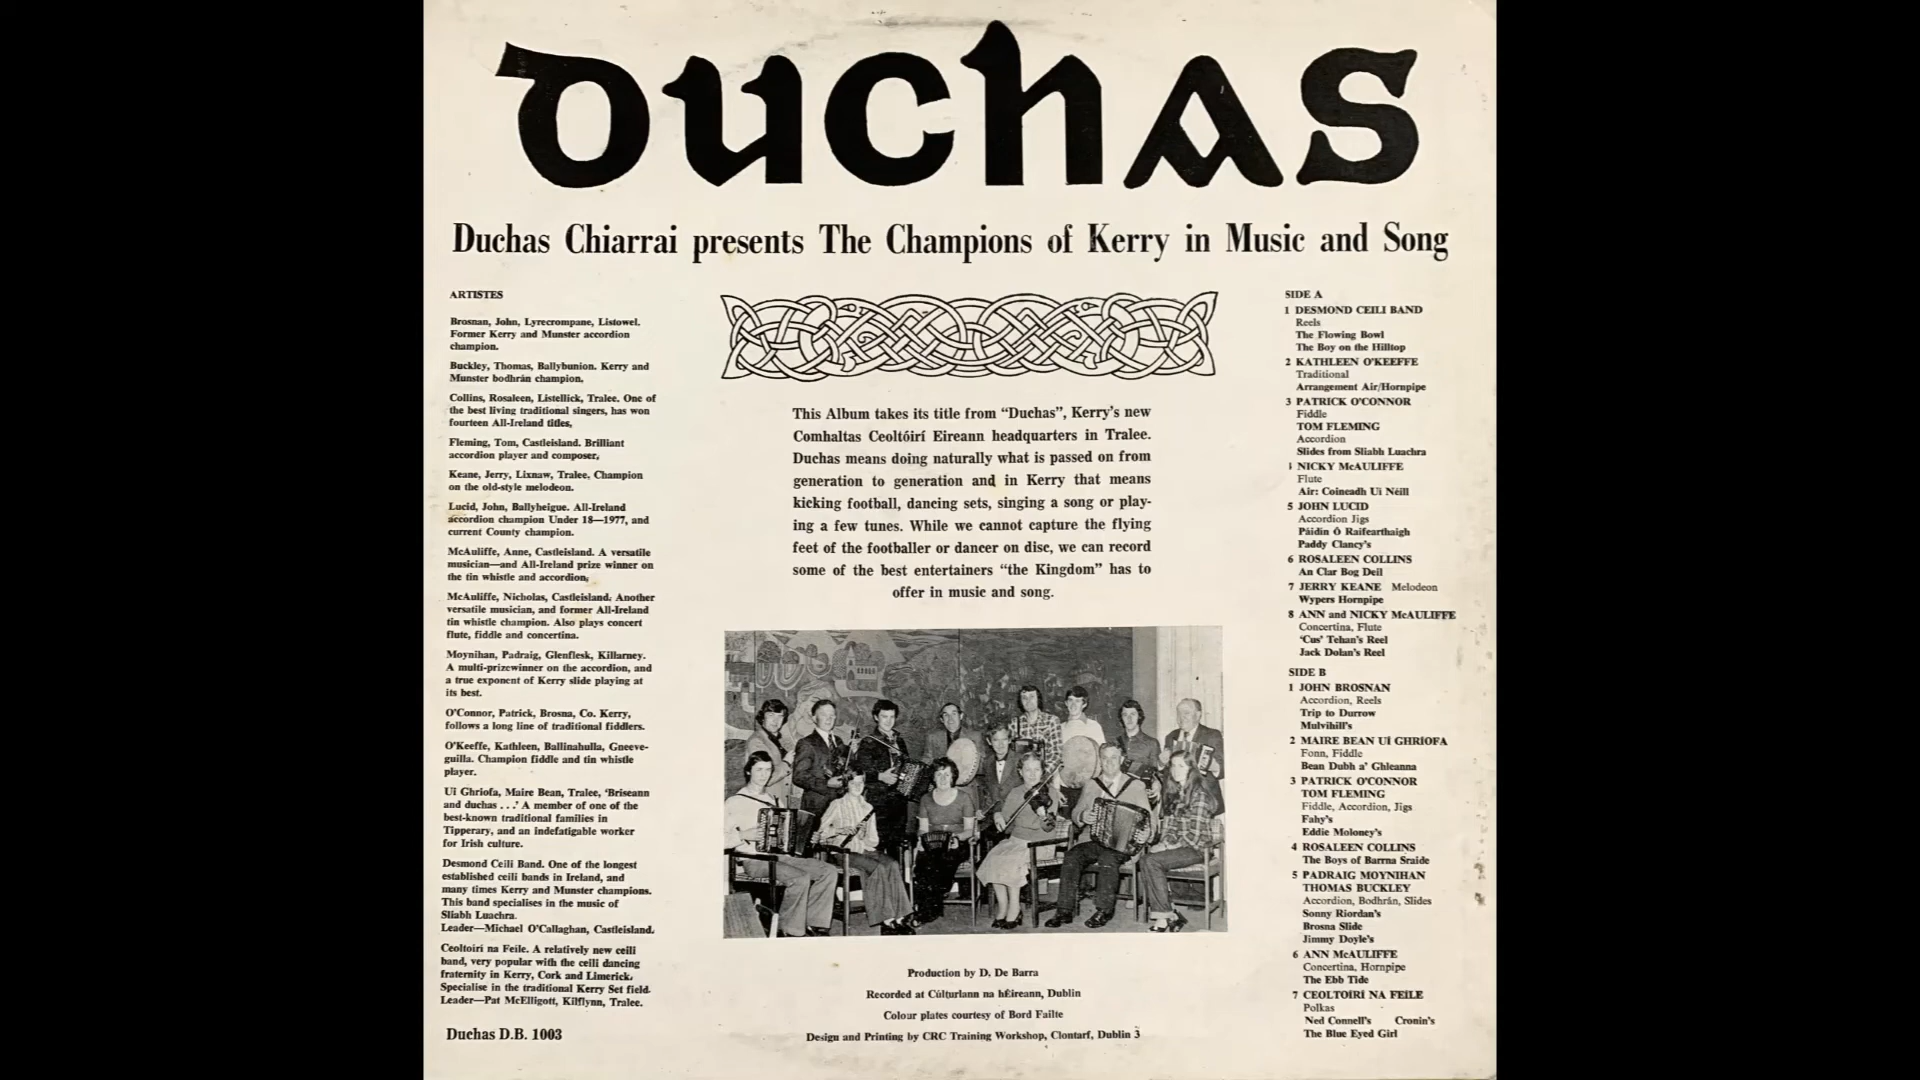 DUCHAS
Duchas Chiarrai presents The Champions of Kerry in Music and Song
ARTISTES
Brosnan, John, Lyrecrompane, Listowel.
Former Kerry and Munster accordion
champion.
Buckley, Thomas, Ballybunion. Kerry and
Munster bodhrán champion.
Collins, Rosaleen, Listellick, Tralee. One of
the best living traditional singers, has won
fourteen All-Ireland titles,
Fleming, Tom, Castleisland. Brilliant
accordion player and composer,
Keane, Jerry, Lixnaw, Tralee, Champion
on the old-style melodeon.
Lucid, John, Ballyheigue. All-Ireland
accordion champion Under 18—1977, and
current County champion.
McAuliffe, Anne, Castleisland. A versatile
musician—and All-Ireland prize winner on
the tin whistle and accordion,
McAuliffe, Nicholas, Castleisland. Another
versatile musician, and former All-Ireland
tin whistle champion. Also plays concert
flute, fiddle and concertina.
Moynihan, Padraig, Glenflesk, Killarney.
A multi-prizewinner on the accordion, and
a true exponent of Kerry slide playing at
its best.
O'Connor, Patrick, Brosna, Co. Kerry,
follows a long line of traditional fiddlers.
O'Keeffe, Kathleen, Ballinahulla, Gneeve-
guilla. Champion fiddle and tin whistle
player.
Uí Ghriofa, Maire Bean, Tralee, 'Briseann
and duchas . . .' A member of one of the
best-known traditional families in
Tipperary, and an indefatigable worker
for Irish culture.
Desmond Ceili Band. One of the longest
established ceili bands in Ireland, and
many times Kerry and Munster champions.
This band specialises in the music of
Sliabh Luachra.
Leader—Michael O'Callaghan, Castleisland.
Ceoltoiri na Feile. A relatively new ceili
band, very popular with the ceili dancing
fraternity in Kerry, Cork and Limerick.
Specialise in the traditional Kerry Set field.
Leader—Pat McElligott, Kilflynn, Tralee.
Duchas D.B. 1003
This Album takes its title from "Duchas", Kerry's new
Comhaltas Ceoltóirí Eireann headquarters in Tralee.
Duchas means doing naturally what is passed on from
generation to generation and in Kerry that means
kicking football, dancing sets, singing a song or play-
ing a few tunes. While we cannot capture the flying
feet of the footballer or dancer on disc, we can record
some of the best entertainers "the Kingdom" has to
offer in music and song.
Production by D. De Barra
Recorded at Cúlturlann na hÉireann, Dublin
Colour plates courtesy of Bord Failte
Design and Printing by CRC Training Workshop, Clontarf, Dublin 3
SIDE A
1 DESMOND CEILI BAND
Reels
The Flowing Bowl
The Boy on the Hilltop
2 KATHLEEN O'KEEFFE
Traditional
Arrangement Air/Hornpipe
3 PATRICK O'CONNOR
Fiddle
TOM FLEMING
Accordion
Slides from Sliabh Luachra
4 NICKY McAULIFFE
Flute
Air: Coineadh Uí Néill
5 JOHN LUCID
Accordion Jigs
Páidín Ó Raifearthaigh
Paddy Clancy's
6 ROSALEEN COLLINS
An Clar Bog Deil
7 JERRY KEANE Melodeon
Wypers Hornpipe
8 ANN and NICKY McAULIFFE
Concertina, Flute
'Cus' Tehan's Reel
Jack Dolan's Reel
SIDE B
1 JOHN BROSNAN
Accordion, Reels
Trip to Durrow
Mulvihill's
2 MAIRE BEAN UÍ GHRÍOFA
Fonn, Fiddle
Bean Dubh a' Ghleanna
3 PATRICK O'CONNOR
TOM FLEMING
Fiddle, Accordion, Jigs
Fahy's
Eddie Moloney's
4 ROSALEEN COLLINS
The Boys of Barrna Sraide
5 PADRAIG MOYNIHAN
THOMAS BUCKLEY
Accordion, Bodhrán, Slides
Sonny Riordan's
Brosna Slide
Jimmy Doyle's
6 ANN McAULIFFE
Concertina, Hornpipe
The Ebb Tide
7 CEOLTOIRÍ NA FEILE
Polkas
Ned Connell's Cronin's
The Blue Eyed Girl